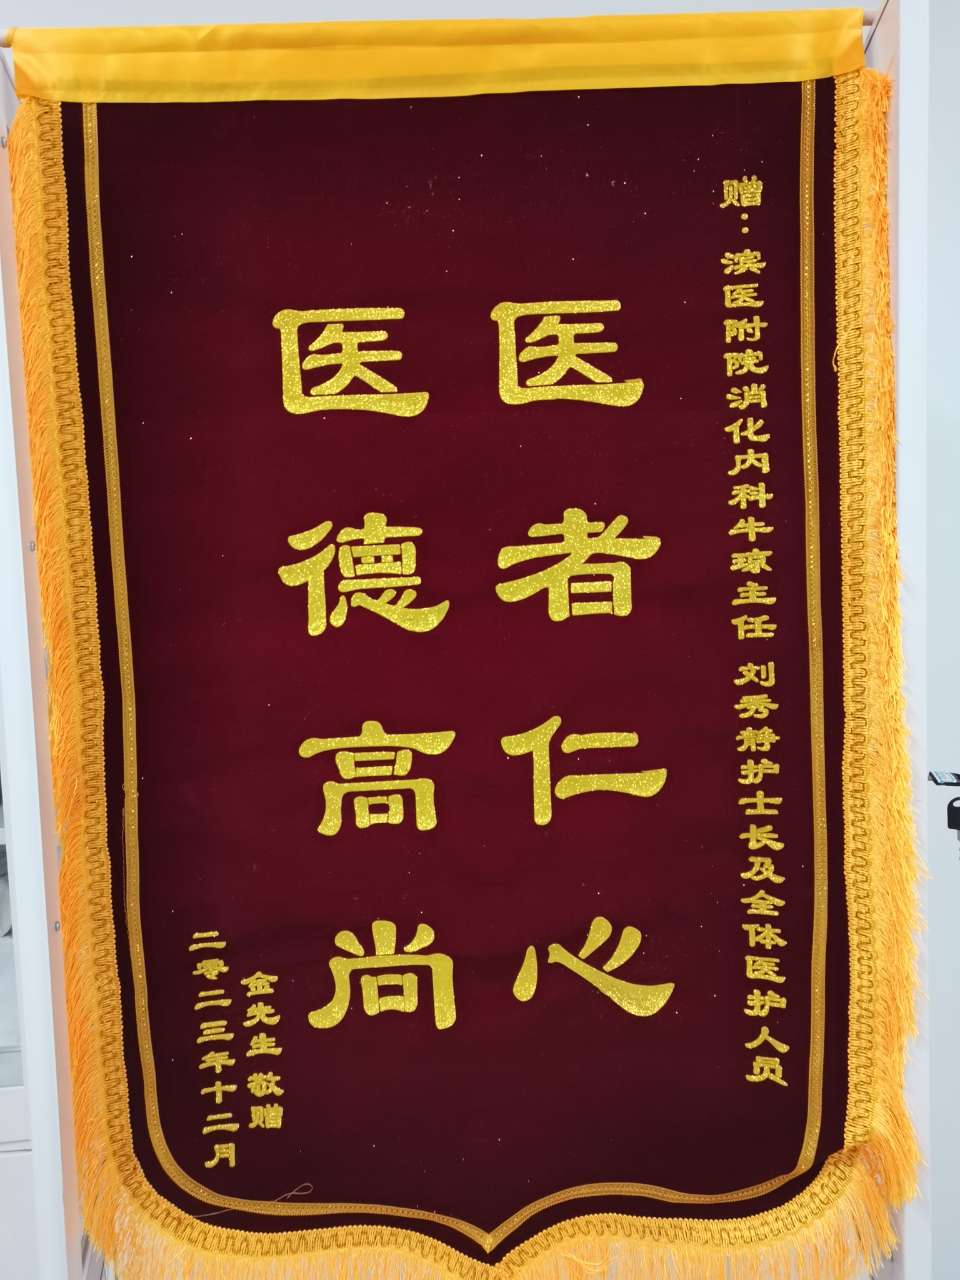 赠：滨医附院消化内科牛琼主任 刘秀静护士长及全体医护人员
医者仁心
医德高尚
金先生 敬赠
二零二三年十二月